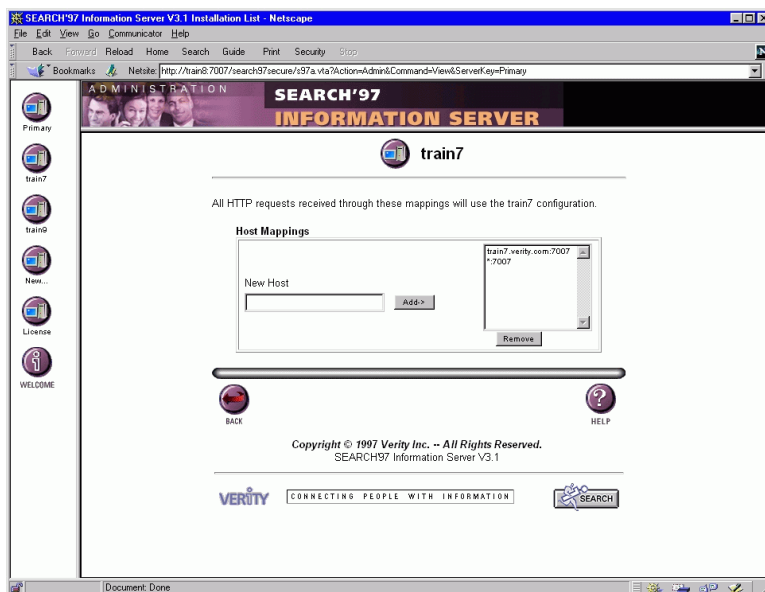 SEARCH'97 Information Server V3.1 Installation List - Netscape
File Edit View Go Communicator Help
Back Forward Reload Home Search Guide Print Security Stop
Bookmarks Netsite: http://train8:7007/search97secure/s97a.vta?Action=Admin&Command=View&ServerKey=Primary
ADMINISTRATION
SEARCH'97
INFORMATION SERVER
Primary
train7
train9
New...
License
WELCOME
train7
All HTTP requests received through these mappings will use the train7 configuration.
Host Mappings
train7.verity.com:7007
*:7007
New Host
Add->
Remove
BACK
HELP
Copyright © 1997 Verity Inc. -- All Rights Reserved.
SEARCH'97 Information Server V3.1
VERITY
CONNECTING PEOPLE WITH INFORMATION
SEARCH
Document: Done